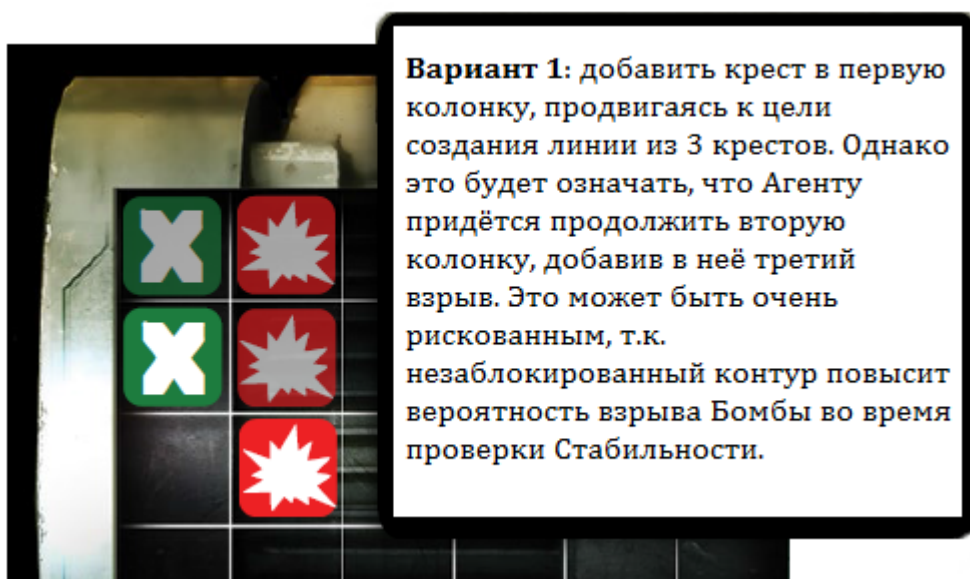 Вариант 1: добавить крест в первую
колонку, продвигаясь к цели
создания линии из 3 крестов. Однако
это будет означать, что Агенту
придётся продолжить вторую
колонку, добавив в неё третий
взрыв. Это может быть очень
рискованным, т.к.
незаблокированный контур повысит
вероятность взрыва Бомбы во время
проверки Стабильности.